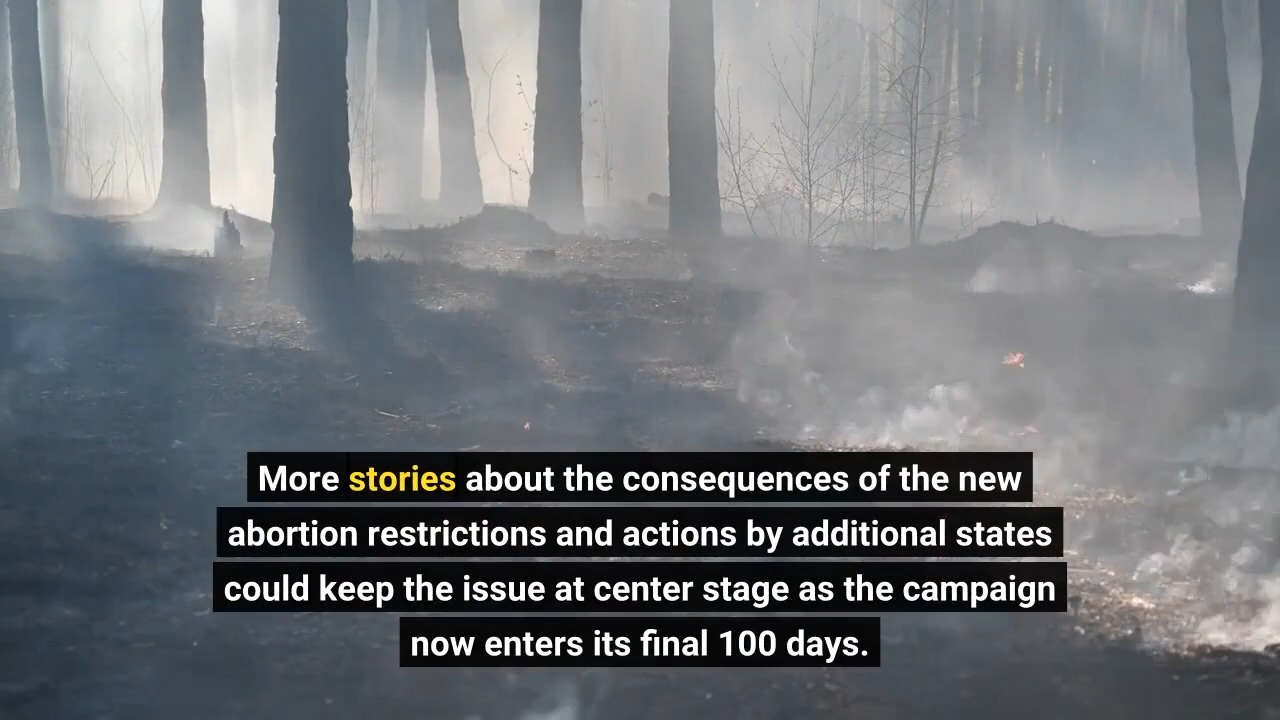 More stories about the consequences of the new
abortion restrictions and actions by additional states
could keep the issue at center stage as the campaign
now enters its final 100 days.